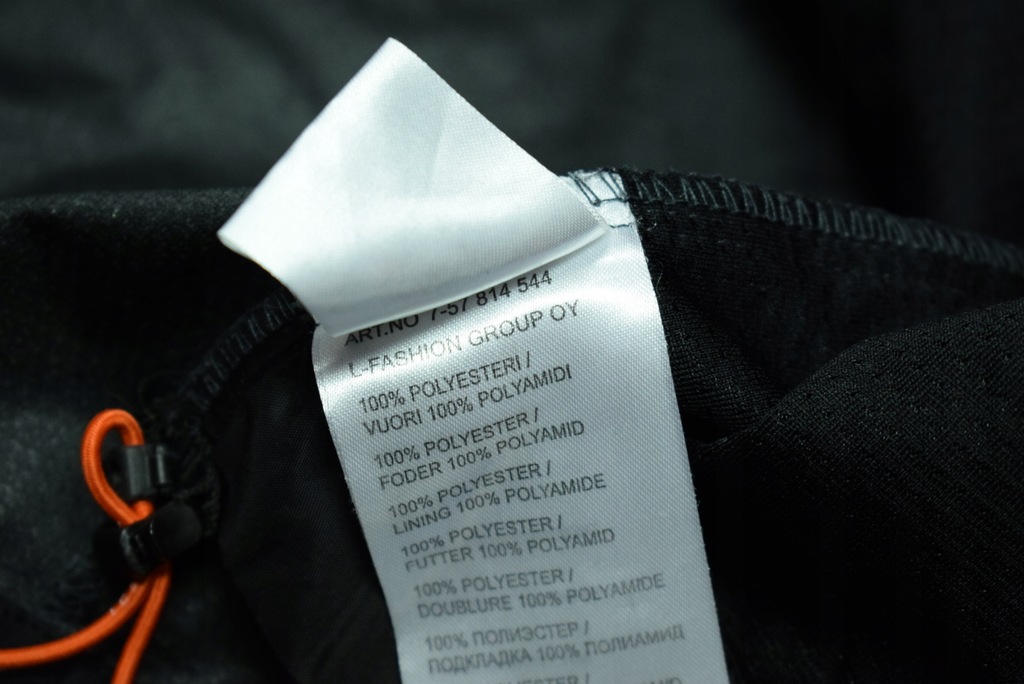 ART.NO 7-57 814 544
L-FASHION GROUP OY
100% POLYESTERI /
VUORI 100% POLYAMIDI
100% POLYESTER /
FODER 100% POLYAMID
100% POLYESTER /
LINING 100% POLYAMIDE
100% POLYESTER /
FUTTER 100% POLYAMID
100% POLYESTER /
DOUBLURE 100% POLYAMIDE
100% ПОЛИЭСТЕР /
ПОДКЛАДКА 100% ПОЛИАМИД
100% POLYESTER /